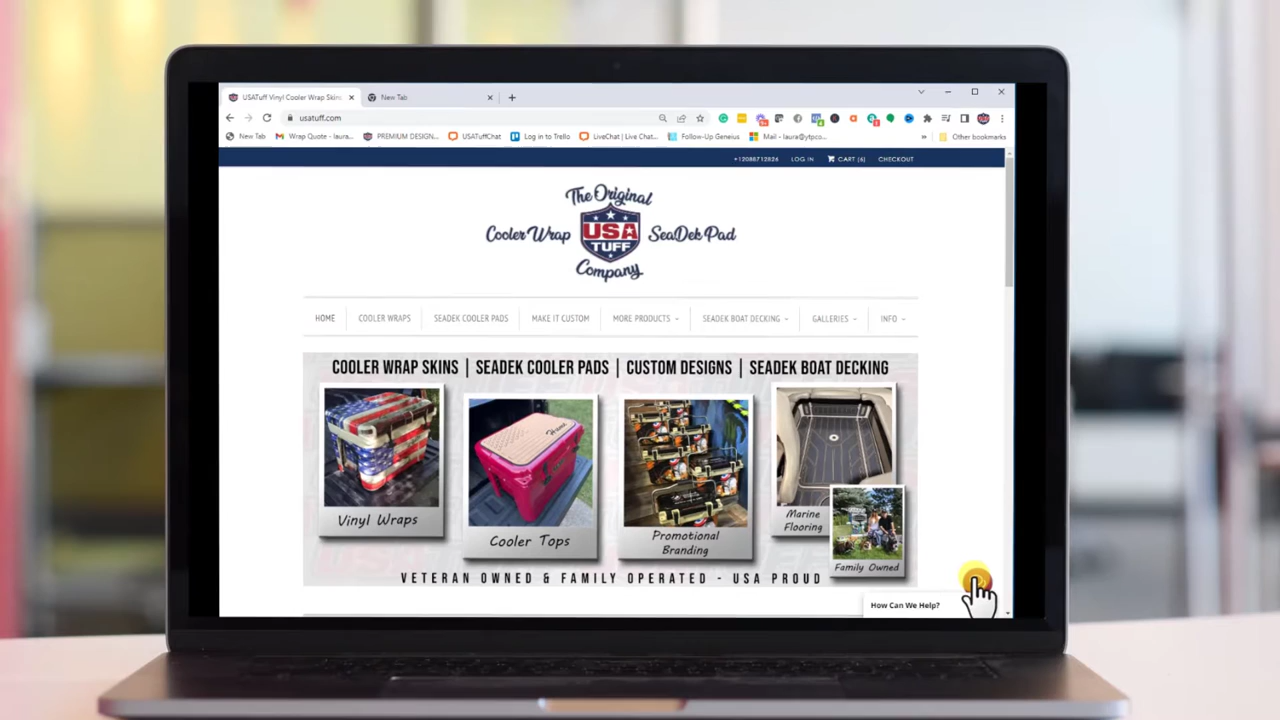 USATuff Vinyl Cooler Wrap Skins
New Tab
usatuff.com
New Tab
Wrap Quote - laura...
PREMIUM DESIGN...
USATuffChat
Log in to Trello
LiveChat | Live Chat...
Follow-Up Geneius
Mail - laura@ytpco...
Other bookmarks
+12088712826 LOG IN CART (6) CHECKOUT
The Original
Cooler Wrap USA TUFF SeaDek Pad
Company
HOME COOLER WRAPS SEADEK COOLER PADS MAKE IT CUSTOM MORE PRODUCTS SEADEK BOAT DECKING GALLERIES INFO
COOLER WRAP SKINS | SEADEK COOLER PADS | CUSTOM DESIGNS | SEADEK BOAT DECKING
Vinyl Wraps
Cooler Tops
Promotional
Branding
Marine
Flooring
Family Owned
VETERAN OWNED & FAMILY OPERATED - USA PROUD
How Can We Help?